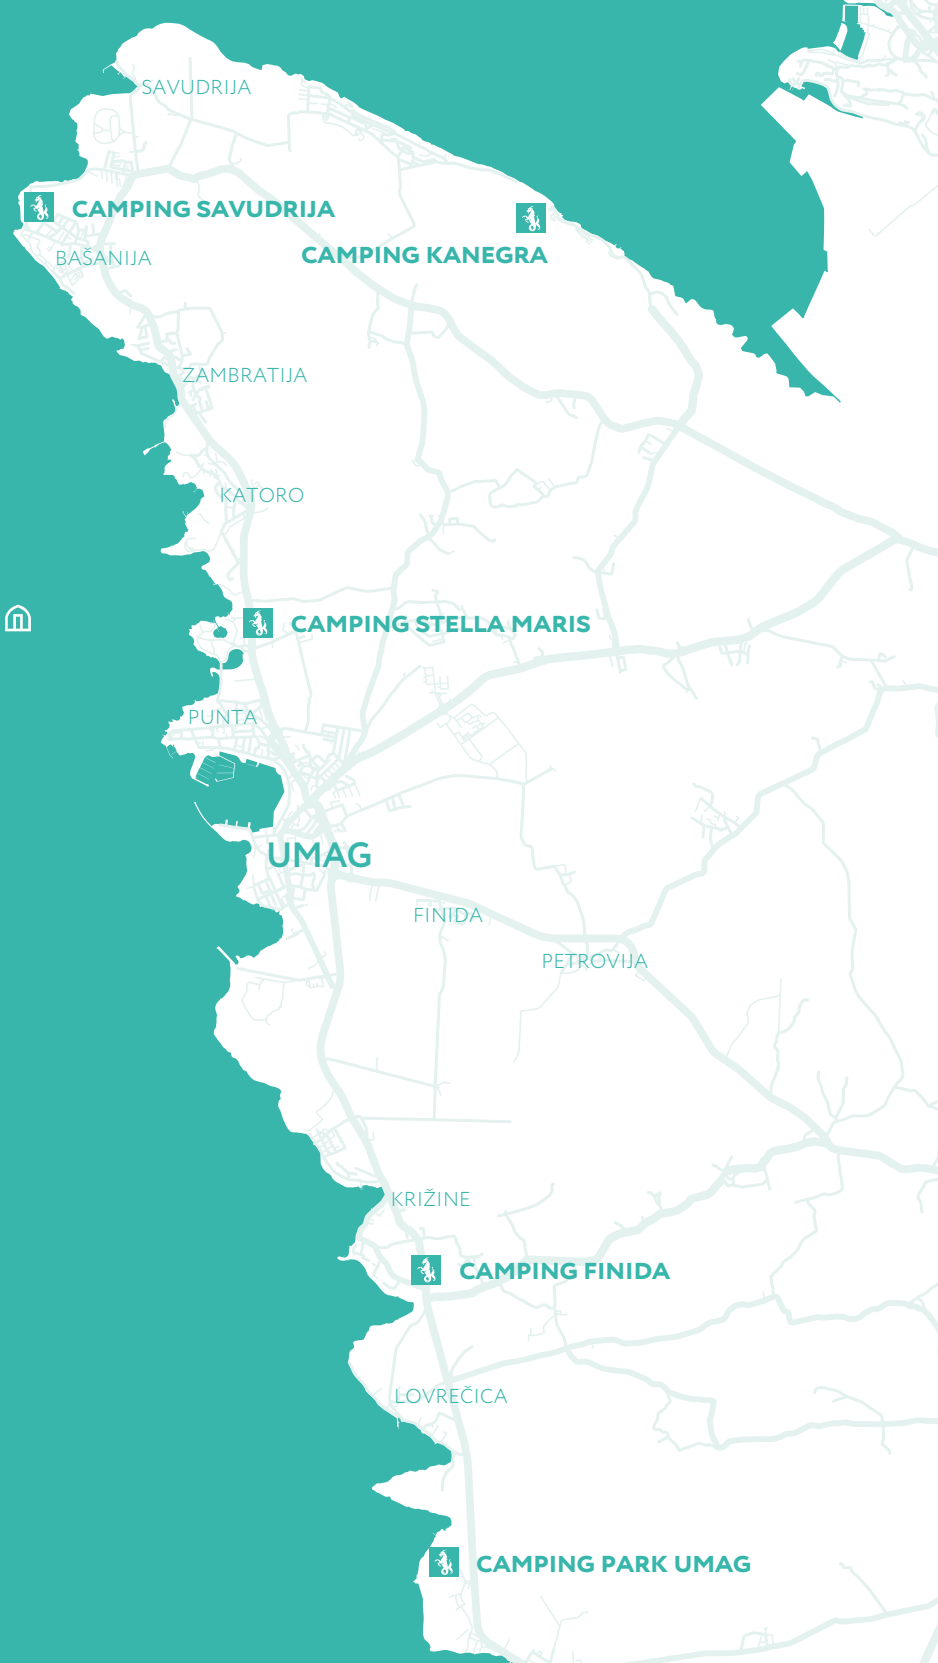 SAVUDRIJA
CAMPING SAVUDRIJA
CAMPING KANEGRA
BAŠANIJA
ZAMBRATIJA
KATORO
CAMPING STELLA MARIS
PUNTA
UMAG
FINIDA
PETROVIJA
KRIŽINE
CAMPING FINIDA
LOVREČICA
CAMPING PARK UMAG